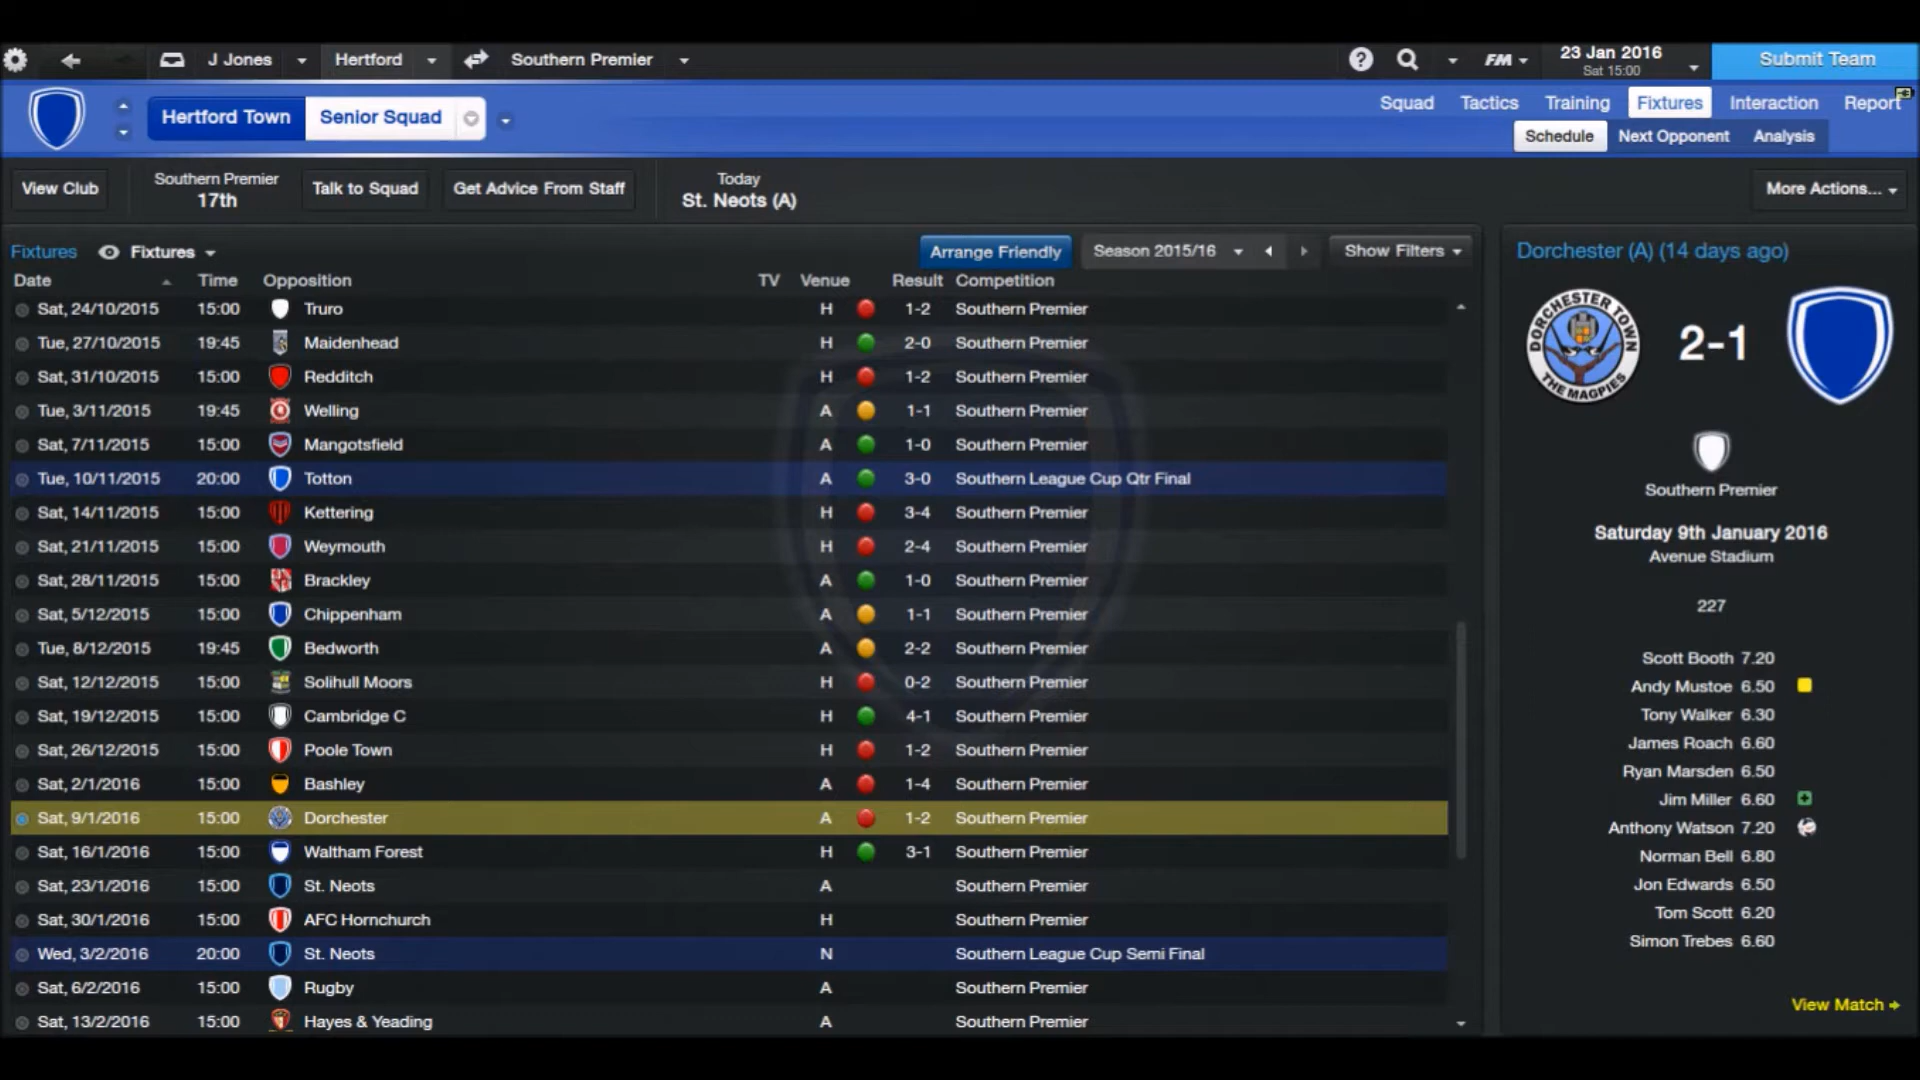 J Jones Hertford Southern Premier FM 23 Jan 2016 Submit Team
Sat 15:00
Hertford Town Senior Squad Squad Tactics Training Fixtures Interaction Report
Schedule Next Opponent Analysis
View Club Southern Premier Talk to Squad Get Advice From Staff Today More Actions...
17th St. Neots (A)
Fixtures Fixtures Arrange Friendly Season 2015/16 Show Filters
Date Time Opposition TV Venue Result Competition
Sat, 24/10/2015 15:00 Truro H 1-2 Southern Premier
Tue, 27/10/2015 19:45 Maidenhead H 2-0 Southern Premier
Sat, 31/10/2015 15:00 Redditch H 1-2 Southern Premier
Tue, 3/11/2015 19:45 Welling A 1-1 Southern Premier
Sat, 7/11/2015 15:00 Mangotsfield A 1-0 Southern Premier
Tue, 10/11/2015 20:00 Totton A 3-0 Southern League Cup Qtr Final
Sat, 14/11/2015 15:00 Kettering H 3-4 Southern Premier
Sat, 21/11/2015 15:00 Weymouth H 2-4 Southern Premier
Sat, 28/11/2015 15:00 Brackley A 1-0 Southern Premier
Sat, 5/12/2015 15:00 Chippenham A 1-1 Southern Premier
Tue, 8/12/2015 19:45 Bedworth A 2-2 Southern Premier
Sat, 12/12/2015 15:00 Solihull Moors H 0-2 Southern Premier
Sat, 19/12/2015 15:00 Cambridge C H 4-1 Southern Premier
Sat, 26/12/2015 15:00 Poole Town H 1-2 Southern Premier
Sat, 2/1/2016 15:00 Bashley A 1-4 Southern Premier
Sat, 9/1/2016 15:00 Dorchester A 1-2 Southern Premier
Sat, 16/1/2016 15:00 Waltham Forest H 3-1 Southern Premier
Sat, 23/1/2016 15:00 St. Neots A Southern Premier
Sat, 30/1/2016 15:00 AFC Hornchurch H Southern Premier
Wed, 3/2/2016 20:00 St. Neots N Southern League Cup Semi Final
Sat, 6/2/2016 15:00 Rugby A Southern Premier
Sat, 13/2/2016 15:00 Hayes & Yeading A Southern Premier
Dorchester (A) (14 days ago)
DORCHESTER TOWN
THE MAGPIES
2-1
Southern Premier
Saturday 9th January 2016
Avenue Stadium
227
Scott Booth 7.20
Andy Mustoe 6.50
Tony Walker 6.30
James Roach 6.60
Ryan Marsden 6.50
Jim Miller 6.60
Anthony Watson 7.20
Norman Bell 6.80
Jon Edwards 6.50
Tom Scott 6.20
Simon Trebes 6.60
View Match